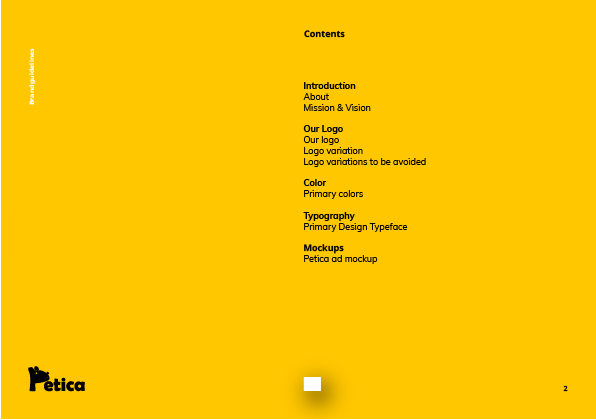 Brand guidelines
Contents
Introduction
About
Mission & Vision
Our Logo
Our logo
Logo variation
Logo variations to be avoided
Color
Primary colors
Typography
Primary Design Typeface
Mockups
Petica ad mockup
Petica
2